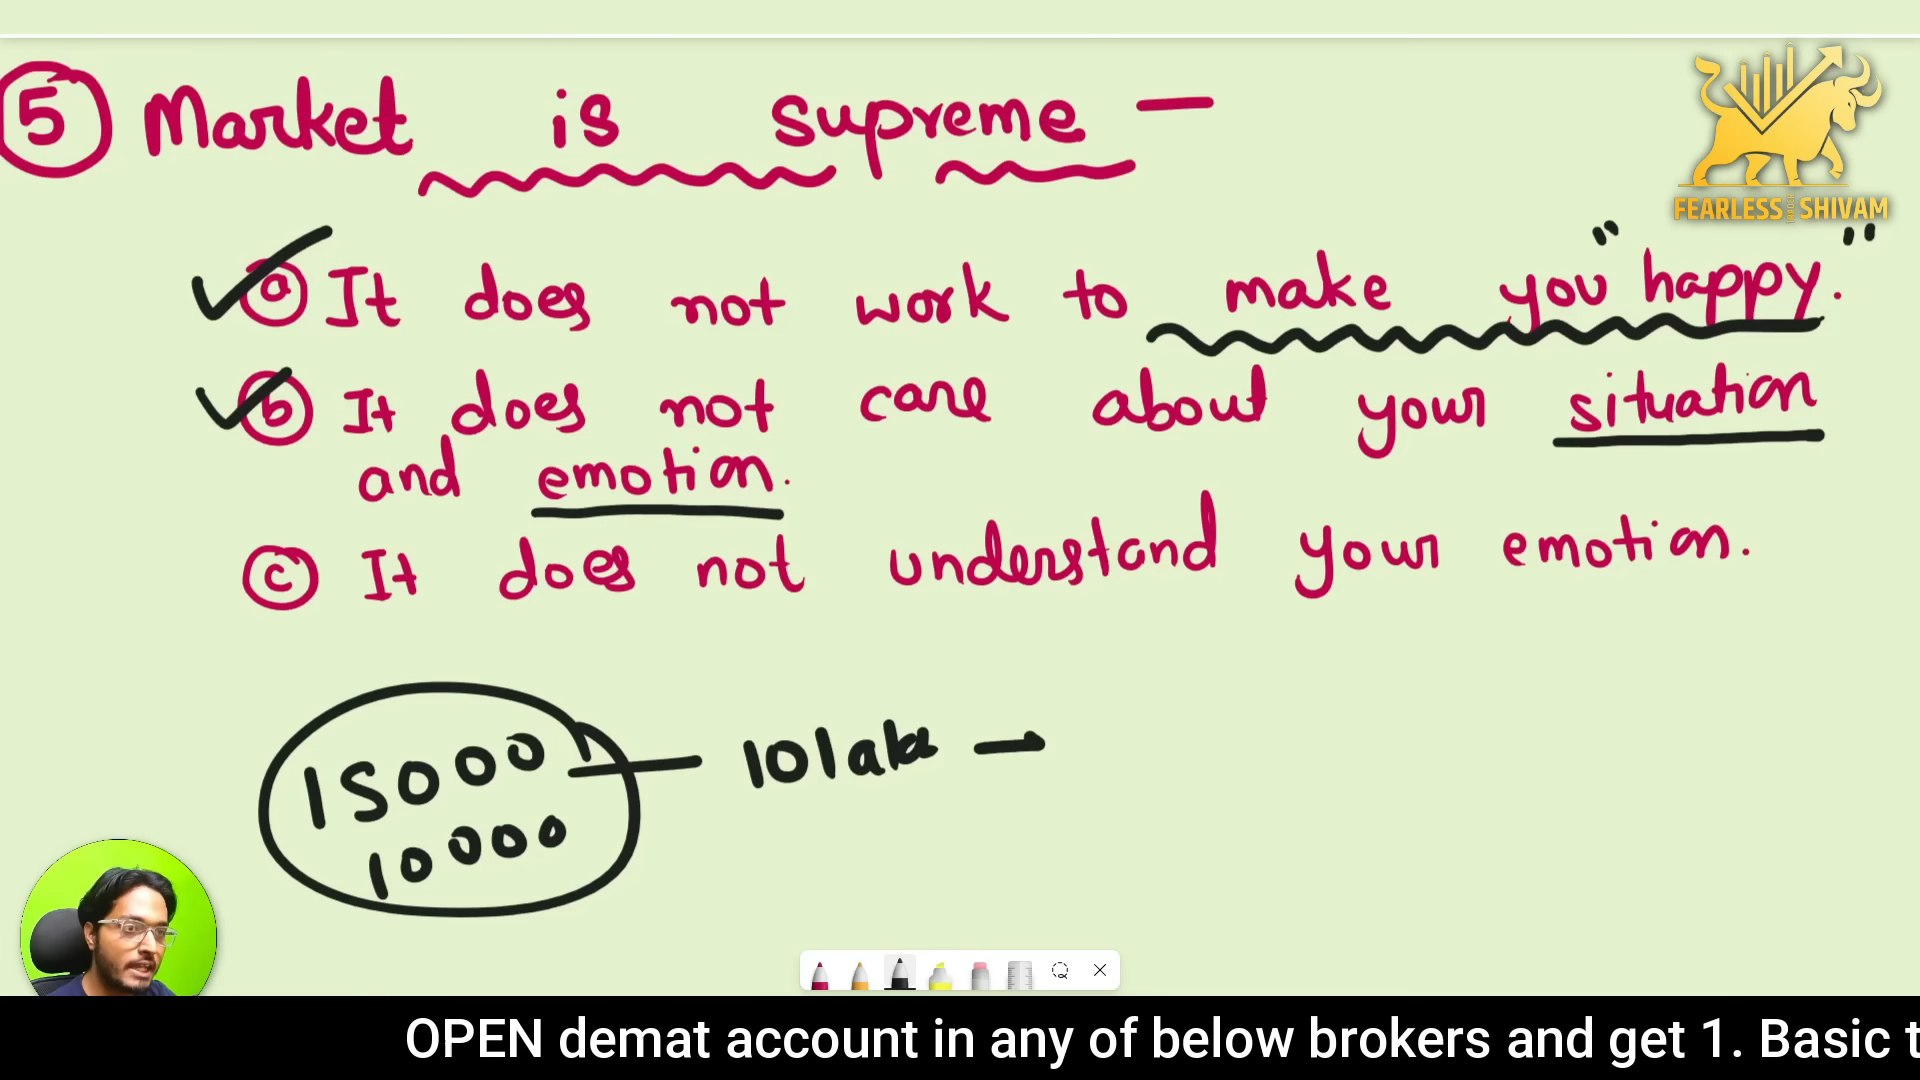 5 Market is supreme —
FEARLESS SHIVAM
a It does not work to make you "happy."
b It does not care about your situation
and emotion.
c It does not understand your emotion.
15000 — 10 lakh —
10000
OPEN demat account in any of below brokers and get 1. Basic t